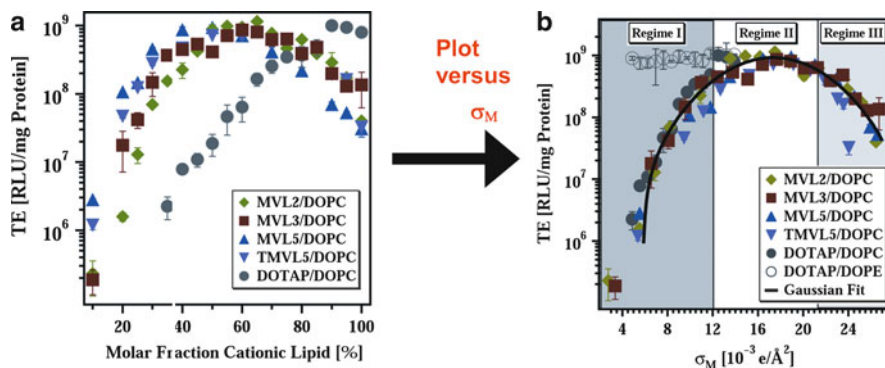 a
TE [RLU/mg Protein]
10⁹
10⁸
10⁷
10⁶
MVL2/DOPC
MVL3/DOPC
MVL5/DOPC
TMVL5/DOPC
DOTAP/DOPC
20 40 60 80 100
Molar Fraction Cationic Lipid [%]
Plot
versus
σM
b
TE [RLU/mg Protein]
10⁹
10⁸
10⁷
10⁶
Regime I
Regime II
Regime III
MVL2/DOPC
MVL3/DOPC
MVL5/DOPC
TMVL5/DOPC
DOTAP/DOPC
DOTAP/DOPE
Gaussian Fit
4 8 12 16 20 24
σM [10⁻³ e/Å²]